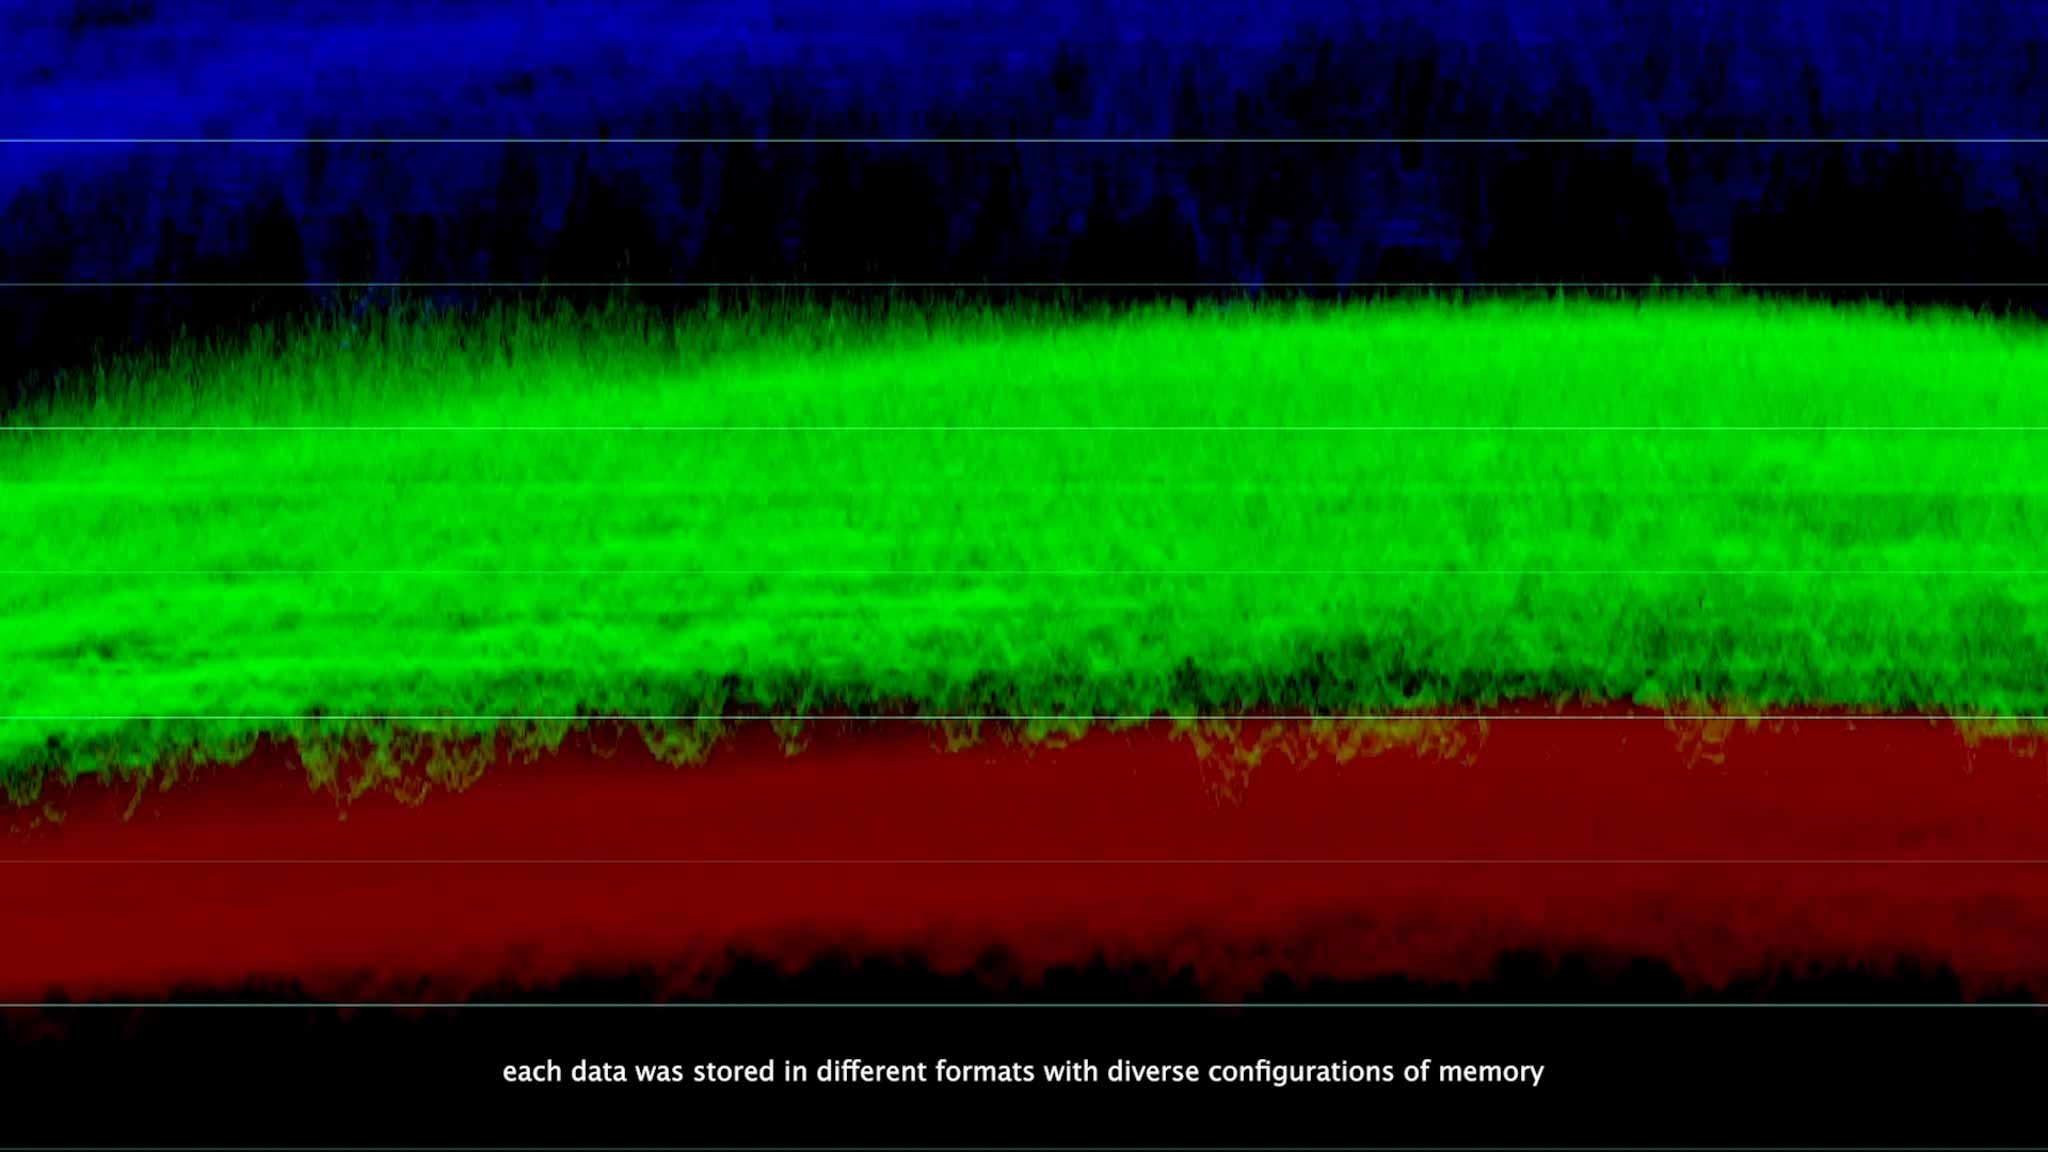 each data was stored in different formats with diverse configurations of memory